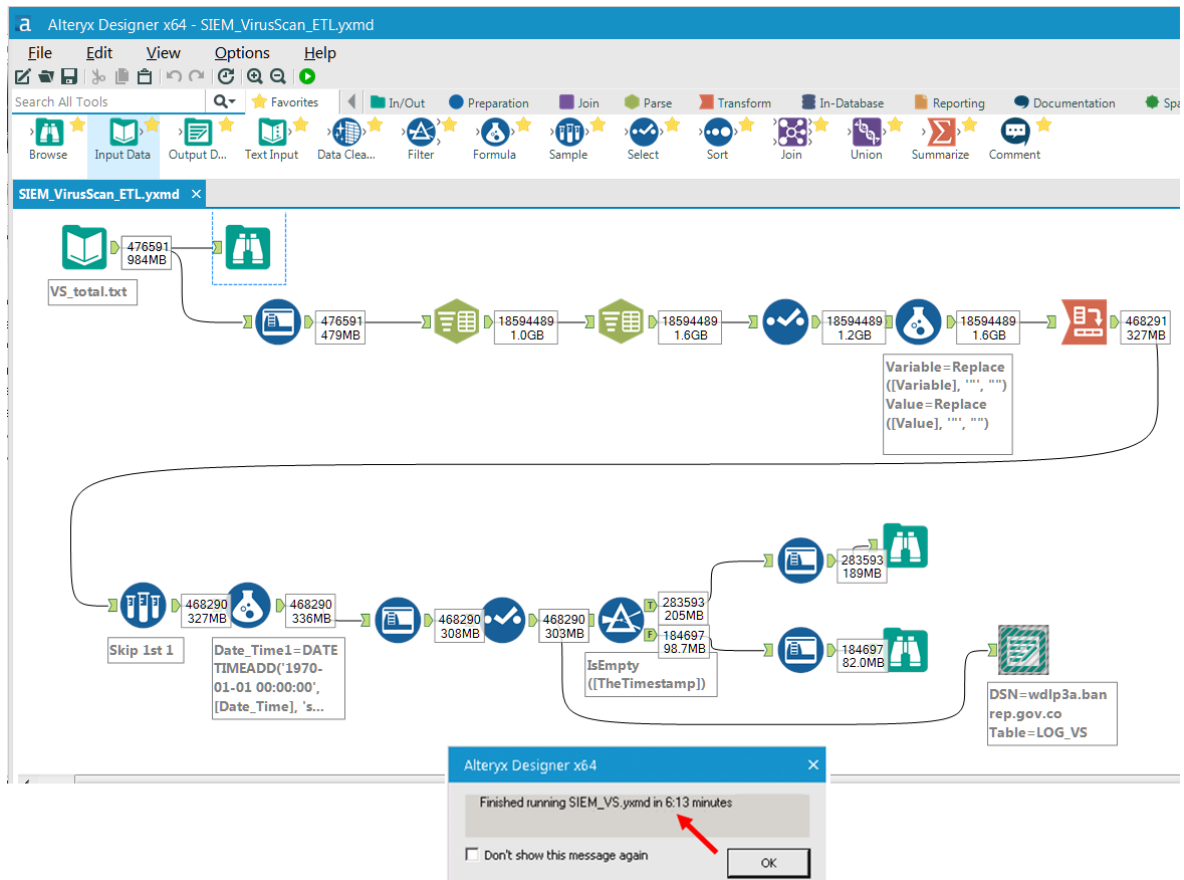 Alteryx Designer x64 - SIEM_VirusScan_ETL.yxmd
File Edit View Options Help
Search All Tools
Favorites In/Out Preparation Join Parse Transform In-Database Reporting Documentation Spa
Browse Input Data Output D... Text Input Data Clea... Filter Formula Sample Select Sort Join Union Summarize Comment
SIEM_VirusScan_ETL.yxmd ×
476591
984MB
VS_total.txt
476591
479MB
18594489
1.0GB
18594489
1.6GB
18594489
1.2GB
18594489
1.6GB
468291
327MB
Variable=Replace
([Variable], '"', "")
Value=Replace
([Value], '"', "")
468290
327MB
Skip 1st 1
468290
336MB
Date_Time1=DATE
TIMEADD('1970-
01-01 00:00:00',
[Date_Time], 's...
468290
308MB
468290
303MB
T
283593
205MB
F
184697
98.7MB
IsEmpty
([TheTimestamp])
283593
189MB
184697
82.0MB
DSN=wdlp3a.ban
rep.gov.co
Table=LOG_VS
Alteryx Designer x64 ×
Finished running SIEM_VS.yxmd in 6:13 minutes
Don't show this message again
OK